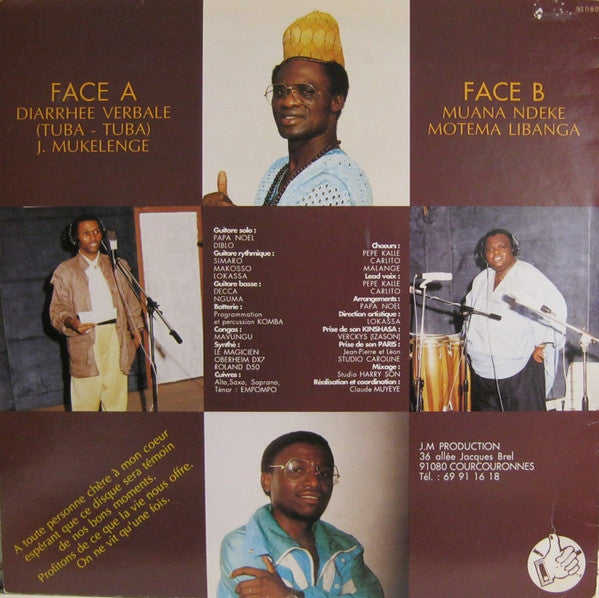 91080
FACE A
DIARRHEE VERBALE
(TUBA - TUBA)
J. MUKELENGE
FACE B
MUANA NDEKE
MOTEMA LIBANGA
Guitare solo :
PAPA NOEL
DIBLO
Guitare rythmique :
SIMARO
MAKOSSO
LOKASSA
Guitare basse :
DECCA
NGUMA
Batterie :
Programmation
et percussion KOMBA
Congas :
MAVUNGU
Synthé :
LE MAGICIEN
OBERHEIM DX7
ROLAND D50
Cuivres :
Alto, Saxo, Soprano,
Ténor : EMPOMPO
Chœurs :
PEPE KALLE
CARLITO
MALANGE
Lead voix :
PEPE KALLE
CARLITO
Arrangements :
PAPA NOEL
Direction artistique :
LOKASSA
Prise de son KINSHASA :
VERCKYS (IZASON)
Prise de son PARIS :
Jean-Pierre et Léon
STUDIO CAROLINE
Mixage :
Studio HARRY SON
Réalisation et coordination :
Claude MUYEYE
A toute personne chère à mon coeur
espérant que ce disque sera témoin
de nos bons moments.
Profitons de ce que la vie nous offre.
On ne vit qu'une fois.
J.M PRODUCTION
36 allée Jacques Brel
91080 COURCOURONNES
Tél. : 69 91 16 18